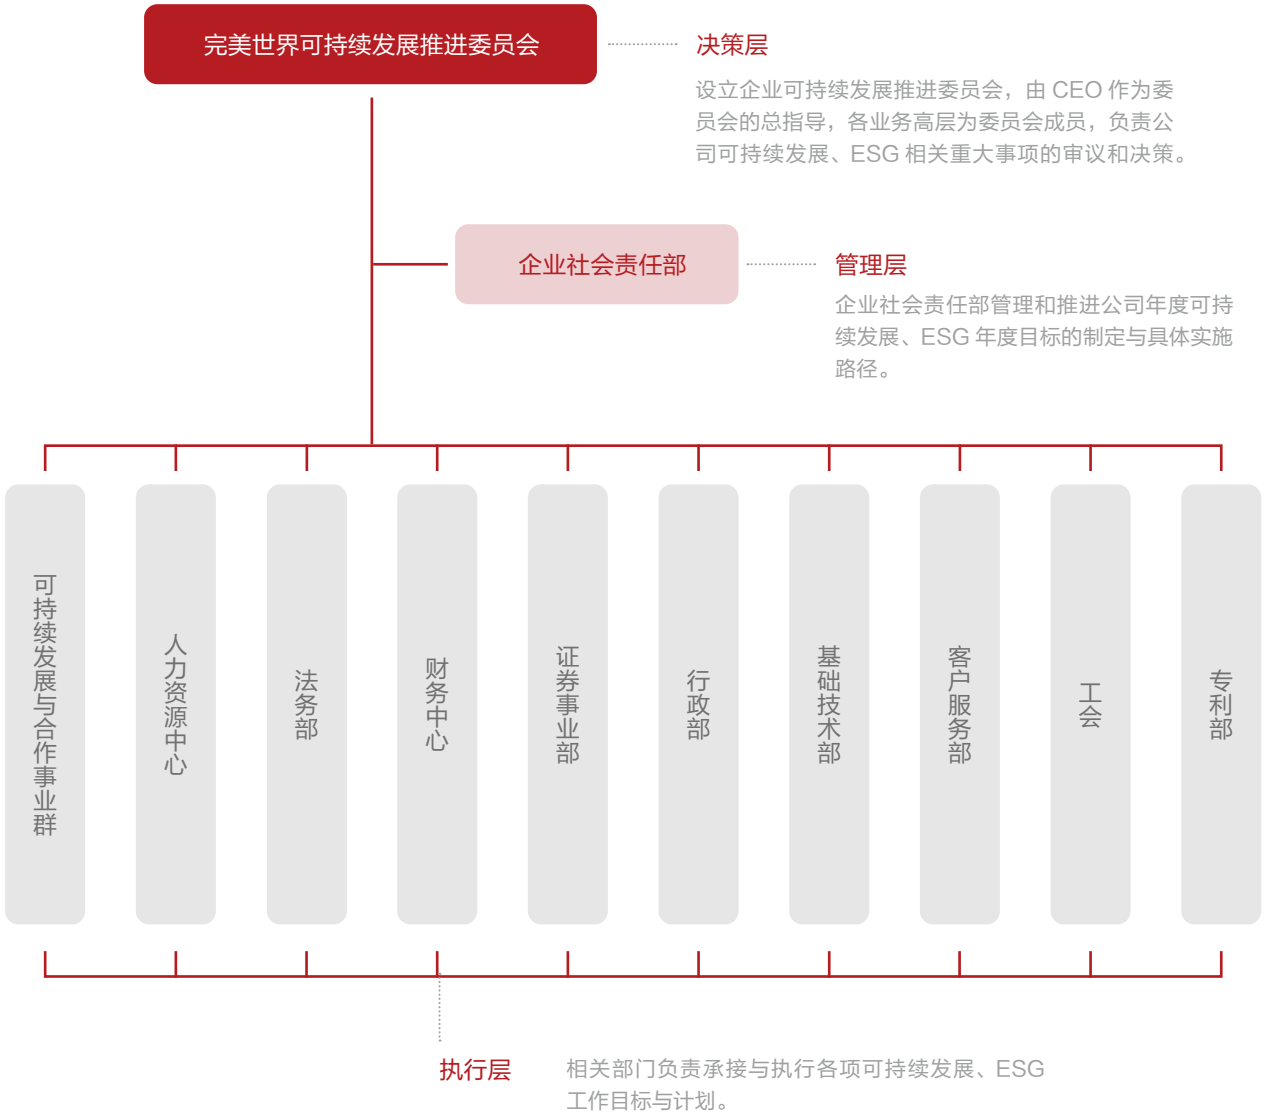 完美世界可持续发展推进委员会
决策层
设立企业可持续发展推进委员会，由 CEO 作为委
员会的总指导，各业务高层为委员会成员，负责公
司可持续发展、ESG 相关重大事项的审议和决策。
企业社会责任部
管理层
企业社会责任部管理和推进公司年度可持
续发展、ESG 年度目标的制定与具体实施
路径。
可持续发展与合作事业群
人力资源中心
法务部
财务中心
证券事业部
行政部
基础技术部
客户服务部
工会
专利部
执行层
相关部门负责承接与执行各项可持续发展、ESG
工作目标与计划。